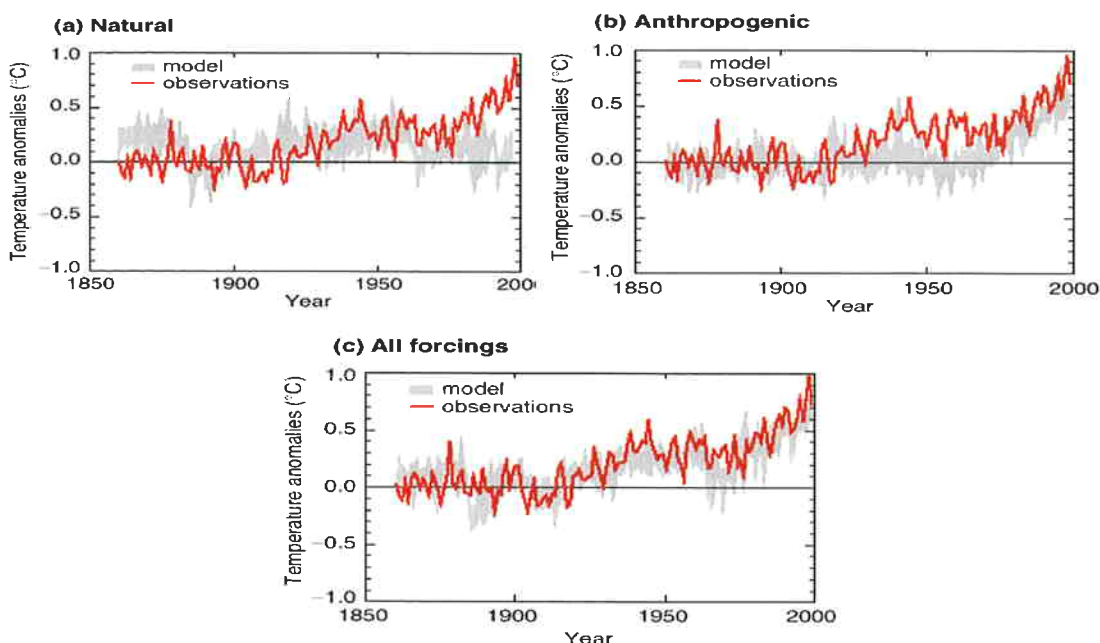 (a) Natural
Temperature anomalies (°C)
1.0
0.5
0.0
−0.5
−1.0
model
observations
1850
1900
1950
200
Year
(b) Anthropogenic
Temperature anomalies (°C)
1.0
0.5
0.0
−0.5
−1.0
model
observations
1850
1900
1950
2000
Year
(c) All forcings
Temperature anomalies (°C)
1.0
0.5
0.0
−0.5
−1.0
model
observations
1850
1900
1950
2000
Year